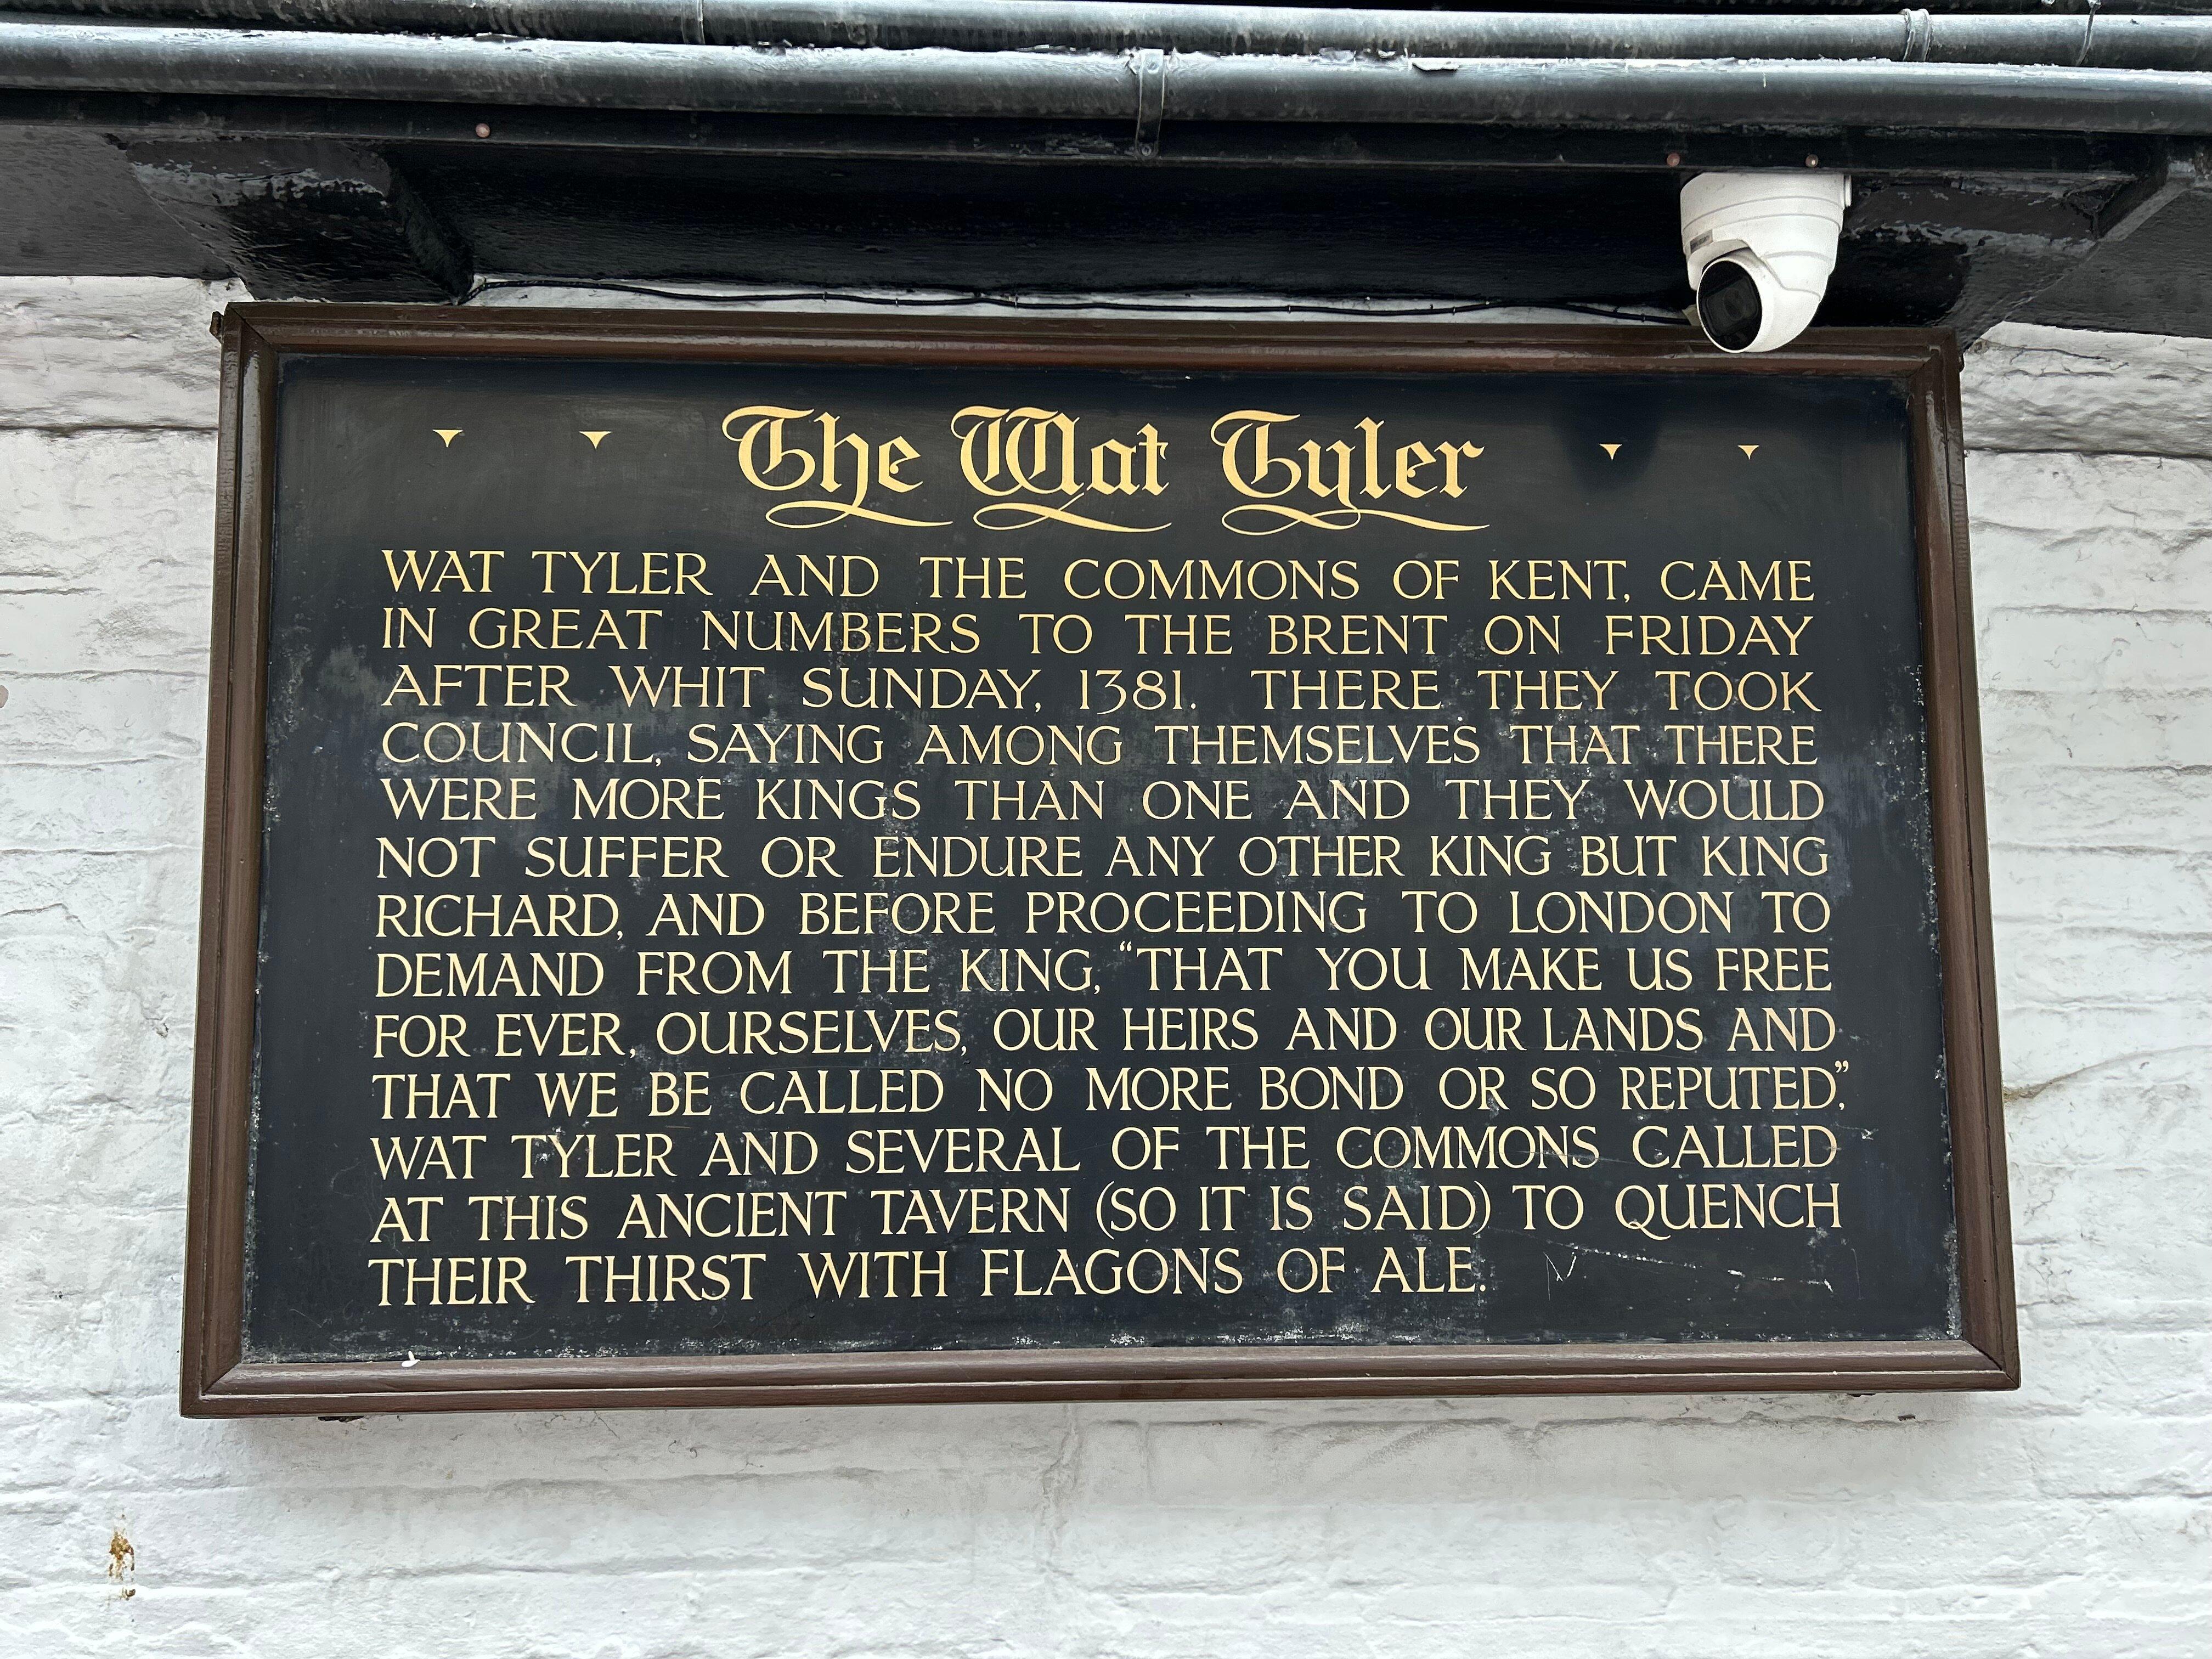 The Wat Tyler
WAT TYLER AND THE COMMONS OF KENT, CAME
IN GREAT NUMBERS TO THE BRENT ON FRIDAY
AFTER WHIT SUNDAY, 1381. THERE THEY TOOK
COUNCIL, SAYING AMONG THEMSELVES THAT THERE
WERE MORE KINGS THAN ONE AND THEY WOULD
NOT SUFFER OR ENDURE ANY OTHER KING BUT KING
RICHARD, AND BEFORE PROCEEDING TO LONDON TO
DEMAND FROM THE KING, “THAT YOU MAKE US FREE
FOR EVER, OURSELVES, OUR HEIRS AND OUR LANDS AND
THAT WE BE CALLED NO MORE BOND OR SO REPUTED”,
WAT TYLER AND SEVERAL OF THE COMMONS CALLED
AT THIS ANCIENT TAVERN (SO IT IS SAID) TO QUENCH
THEIR THIRST WITH FLAGONS OF ALE.